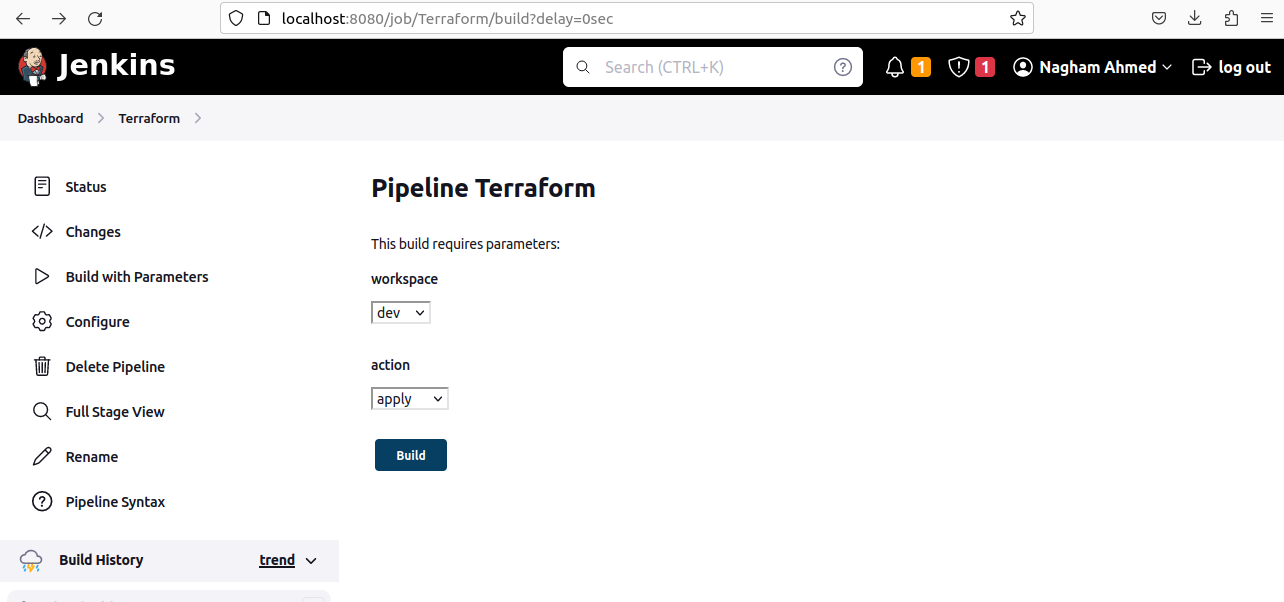 localhost:8080/job/Terraform/build?delay=0sec
Jenkins
Search (CTRL+K)
?
1
1
Nagham Ahmed
log out
Dashboard
Terraform
Status
Changes
Build with Parameters
Configure
Delete Pipeline
Full Stage View
Rename
Pipeline Syntax
Build History
trend
Pipeline Terraform
This build requires parameters:
workspace
dev
action
apply
Build